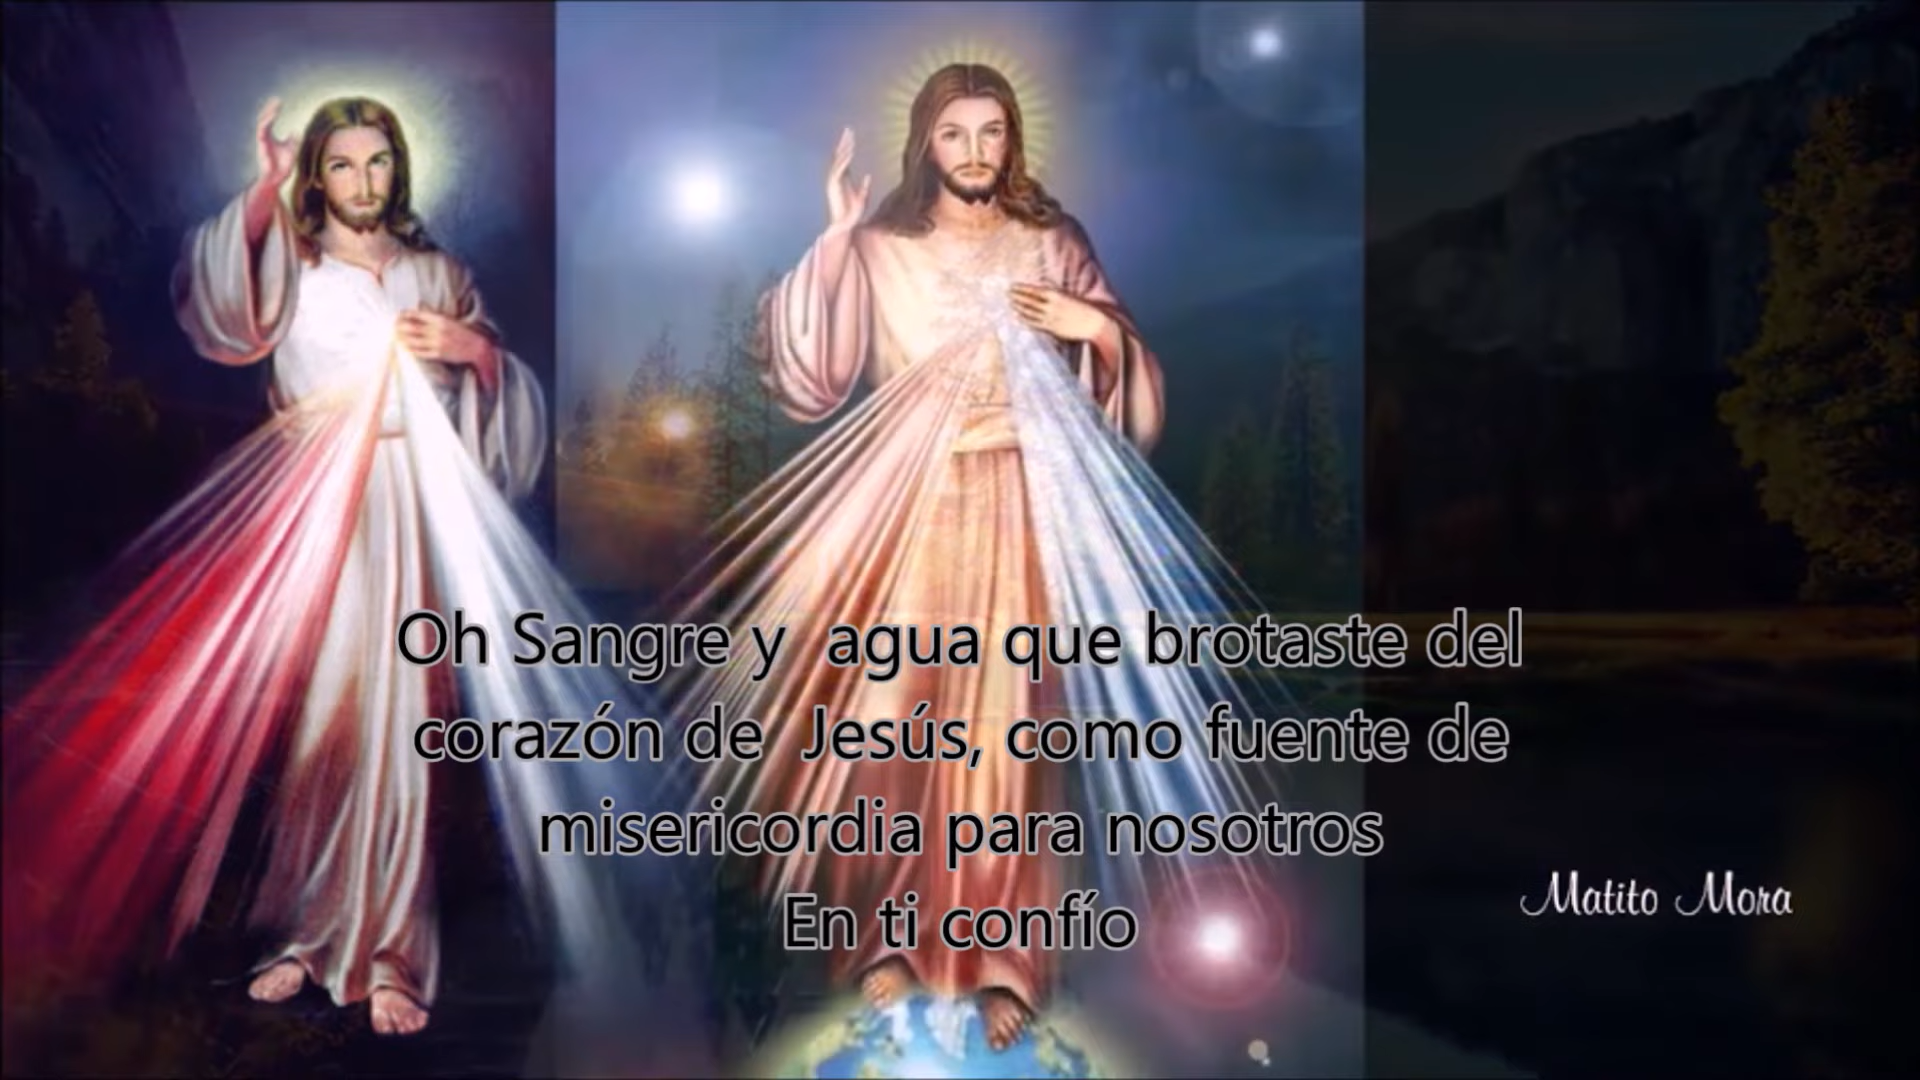 Oh Sangre y  agua que brotaste del
corazón de  Jesús, como fuente de
misericordia para nosotros
En ti confío
Matito Mora